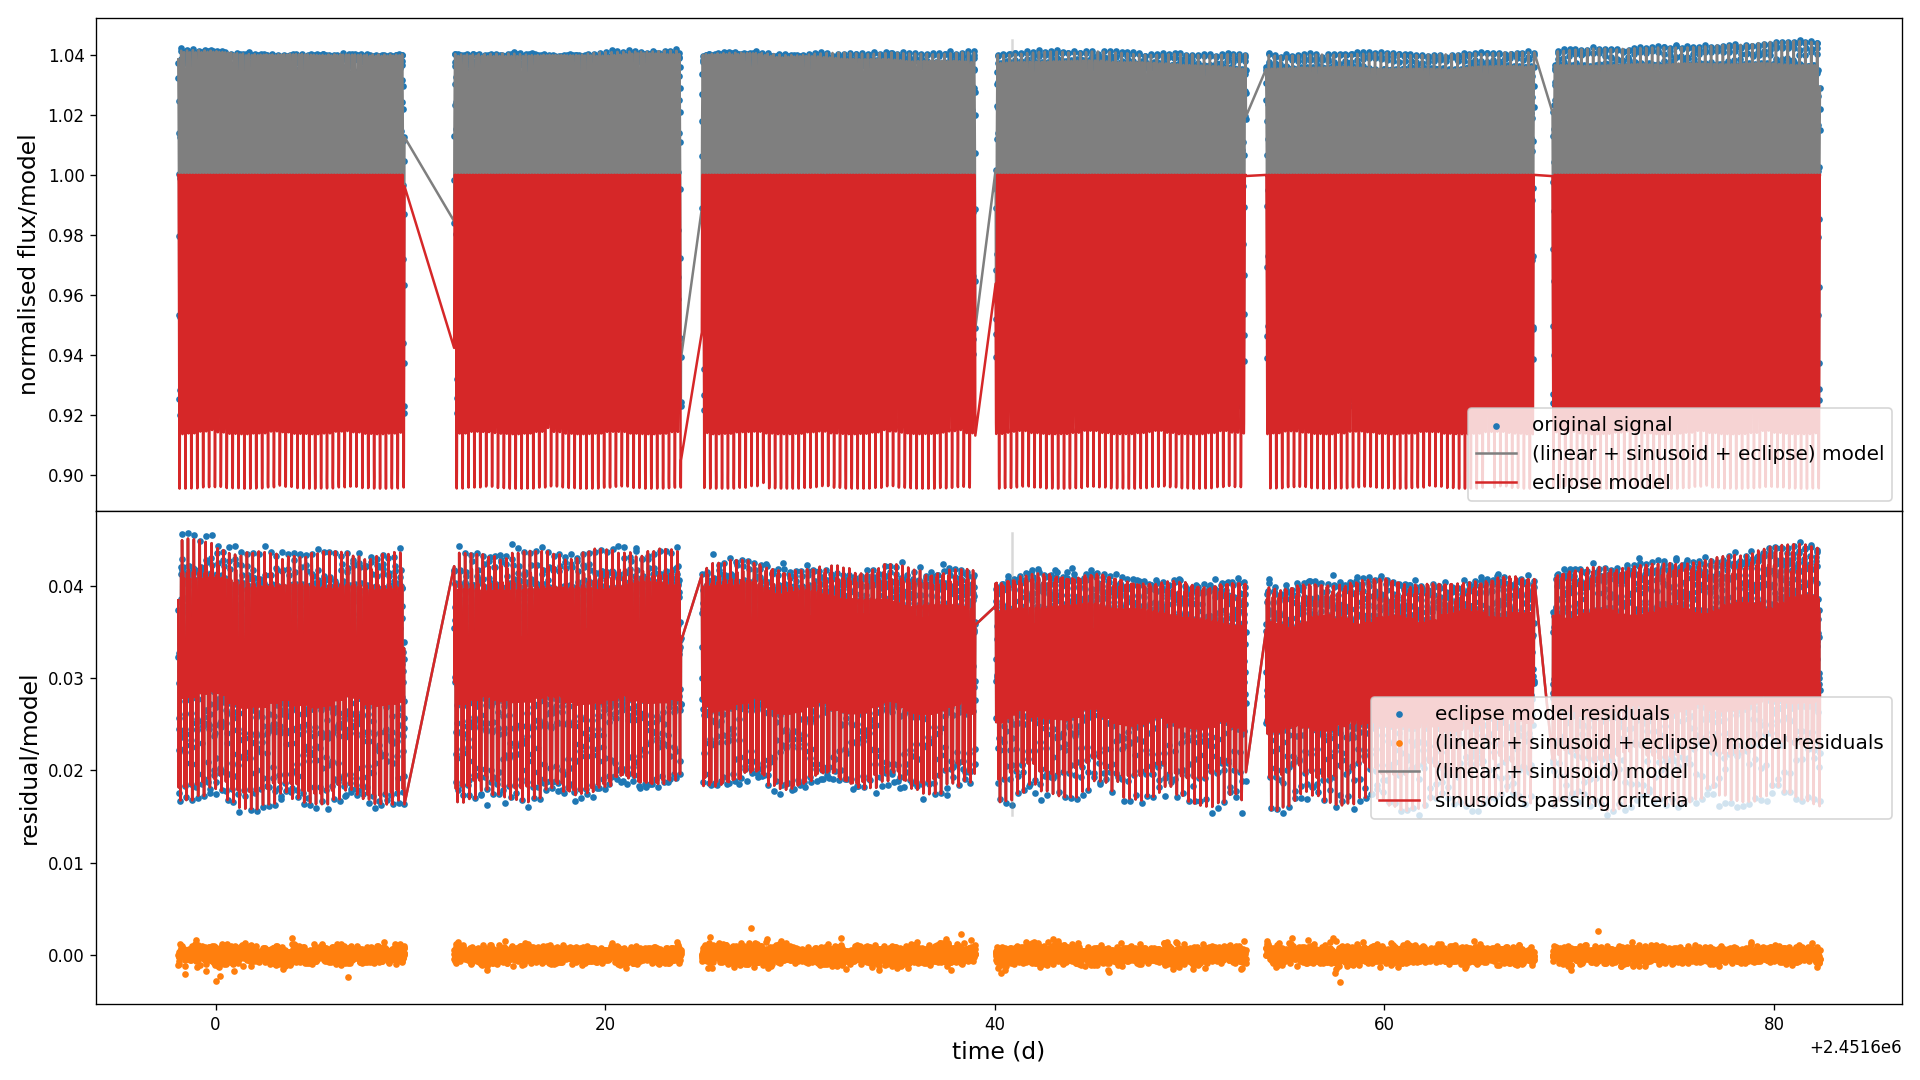 normalised flux/model
1.04
1.02
1.00
0.98
0.96
0.94
0.92
0.90
original signal
(linear + sinusoid + eclipse) model
eclipse model
residual/model
0.04
0.03
0.02
0.01
0.00
eclipse model residuals
(linear + sinusoid + eclipse) model residuals
(linear + sinusoid) model
sinusoids passing criteria
0
20
40
60
80
time (d)
+2.4516e6